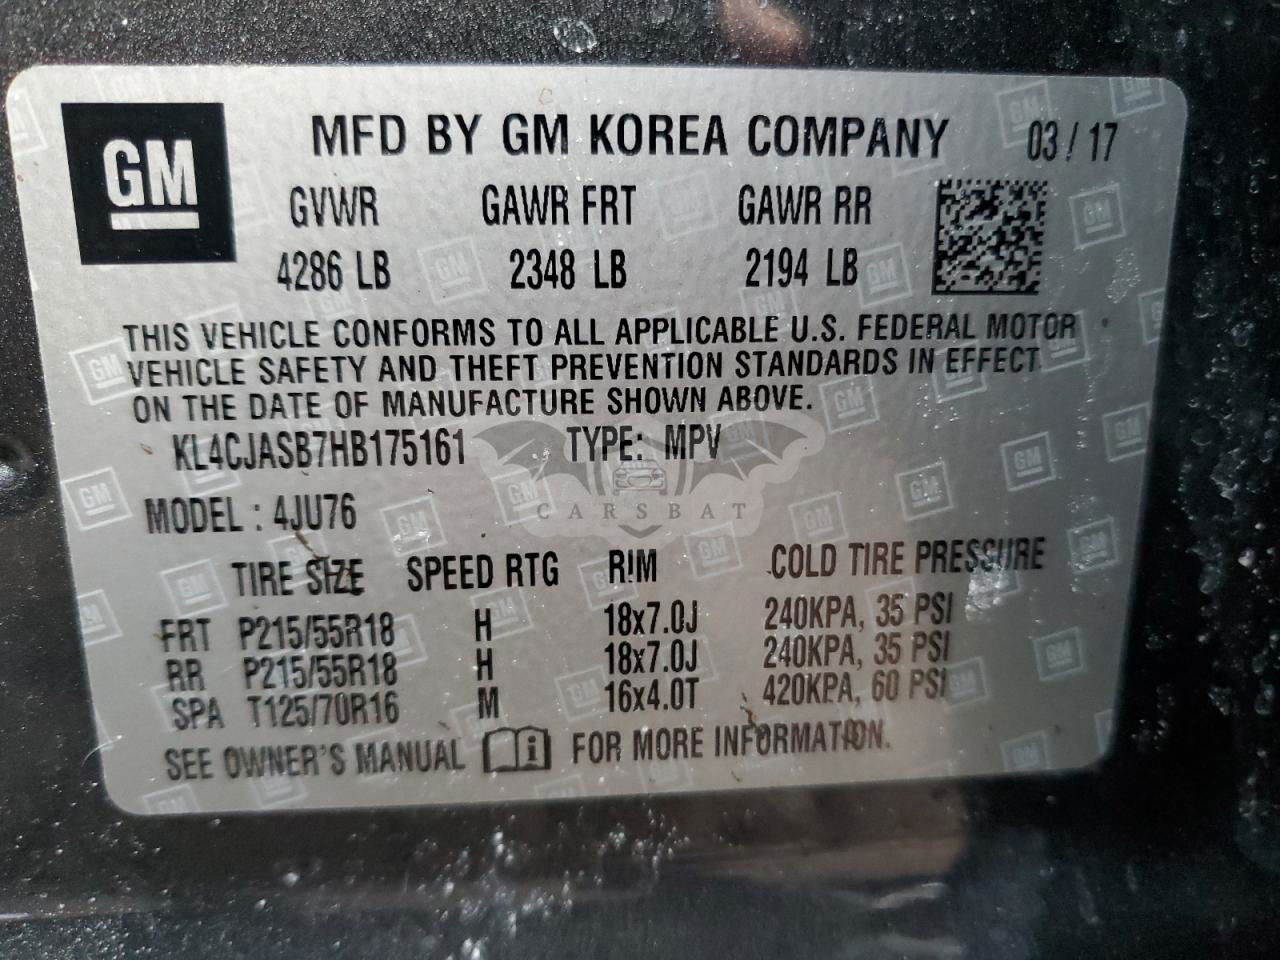 GM
MFD BY GM KOREA COMPANY 03/17
GVWR GAWR FRT GAWR RR
4286 LB 2348 LB 2194 LB
THIS VEHICLE CONFORMS TO ALL APPLICABLE U.S. FEDERAL MOTOR
VEHICLE SAFETY AND THEFT PREVENTION STANDARDS IN EFFECT
ON THE DATE OF MANUFACTURE SHOWN ABOVE.
KL4CJASB7HB175161 TYPE: MPV
CARSBAT
MODEL: 4JU76
TIRE SIZE SPEED RTG RIM COLD TIRE PRESSURE
FRT P215/55R18 H 18x7.0J 240KPA, 35 PSI
RR P215/55R18 H 18x7.0J 240KPA, 35 PSI
SPA T125/70R16 M 16x4.0T 420KPA, 60 PSI
SEE OWNER'S MANUAL i FOR MORE INFORMATION.